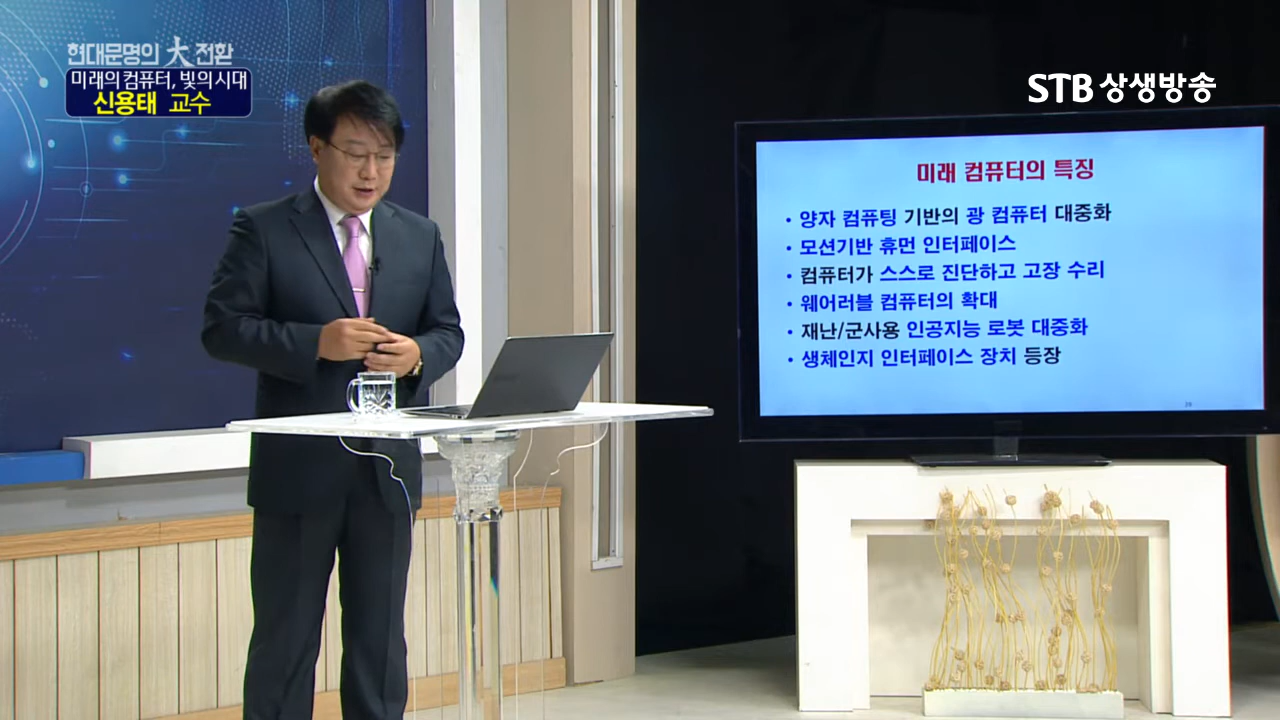 현대문명의 大 전환
미래의 컴퓨터, 빛의 시대
신용태 교수
STB 상생방송
미래 컴퓨터의 특징
• 양자 컴퓨팅 기반의 광 컴퓨터 대중화
• 모션기반 휴먼 인터페이스
• 컴퓨터가 스스로 진단하고 고장 수리
• 웨어러블 컴퓨터의 확대
• 재난/군사용 인공지능 로봇 대중화
• 생체인지 인터페이스 장치 등장